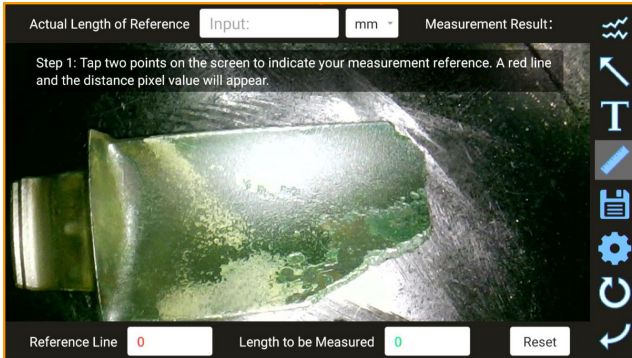 Actual Length of Reference Input: mm Measurement Result:
Step 1: Tap two points on the screen to indicate your measurement reference. A red line
and the distance pixel value will appear.
T
Reference Line 0 Length to be Measured 0 Reset